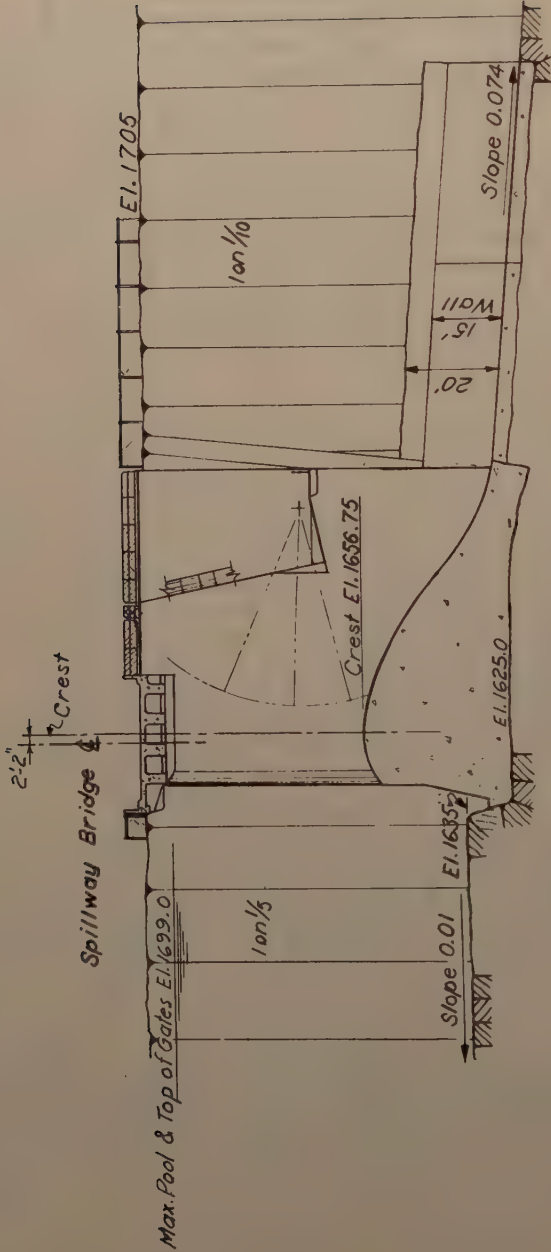 2'-2"
Crest
Spillway Bridge ℄
El. 1705
Max. Pool & Top of Gates El. 1699.0
1 on 1/5
1 on 1/10
Crest El. 1656.75
20'
15'
Wall
Slope 0.01
El. 1635
El. 1625.0
Slope 0.074